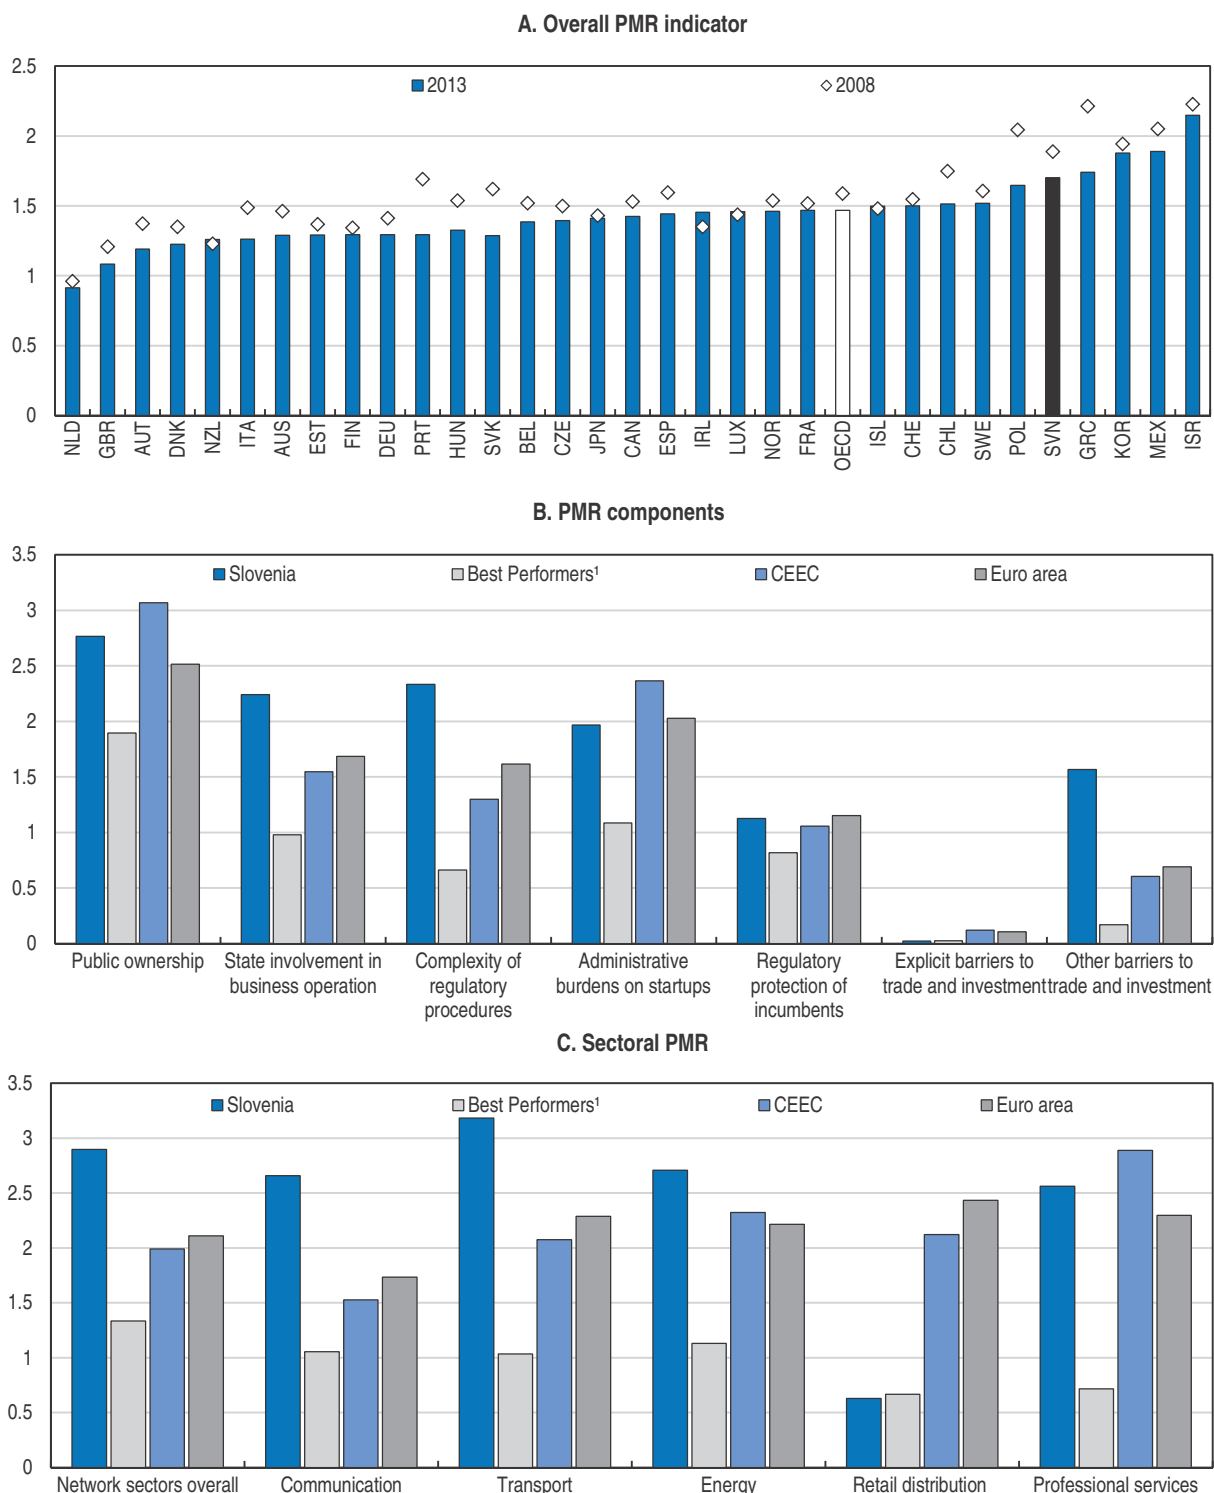 A. Overall PMR indicator
2.5
2
1.5
1
0.5
0
2013
2008
NLD
GBR
AUT
DNK
NZL
ITA
AUS
EST
FIN
DEU
PRT
HUN
SVK
BEL
CZE
JPN
CAN
ESP
IRL
LUX
NOR
FRA
OECD
ISL
CHE
CHL
SWE
POL
SVN
GRC
KOR
MEX
ISR
B. PMR components
3.5
3
2.5
2
1.5
1
0.5
0
Slovenia
Best Performers¹
CEEC
Euro area
Public ownership
State involvement in
business operation
Complexity of
regulatory
procedures
Administrative
burdens on startups
Regulatory
protection of
incumbents
Explicit barriers to
trade and investment
Other barriers to
trade and investment
C. Sectoral PMR
3.5
3
2.5
2
1.5
1
0.5
0
Slovenia
Best Performers¹
CEEC
Euro area
Network sectors overall
Communication
Transport
Energy
Retail distribution
Professional services